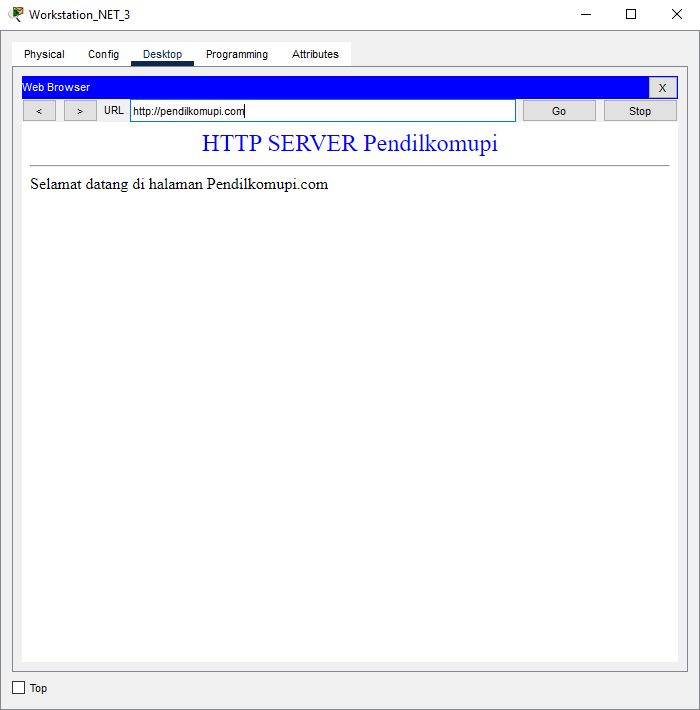 Workstation_NET_3
Physical Config Desktop Programming Attributes
Web Browser X
< > URL http://pendilkomupi.com Go Stop
HTTP SERVER Pendilkomupi
Selamat datang di halaman Pendilkomupi.com
Top